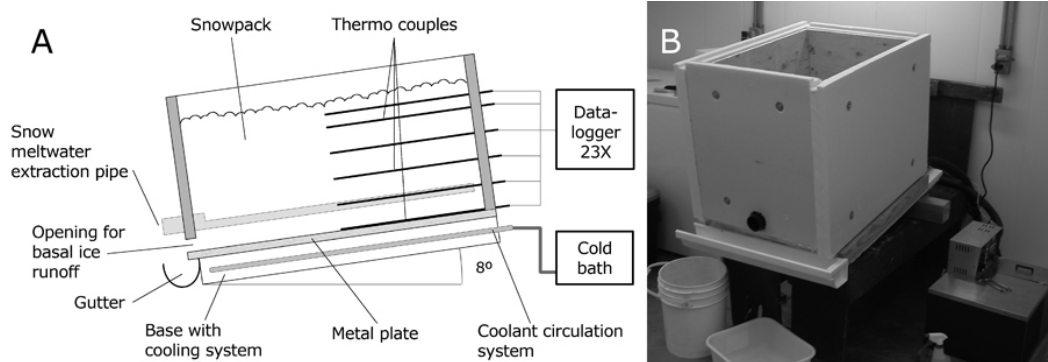 A
Snowpack
Thermo couples
Data-
logger
23X
Snow
meltwater
extraction pipe
Opening for
basal ice
runoff
Gutter
8º
Cold
bath
Base with
cooling system
Metal plate
Coolant circulation
system
B